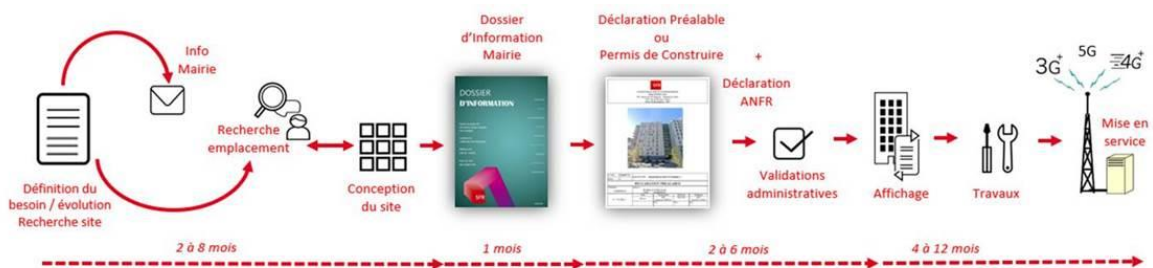 Info
Mairie
Définition du
besoin / évolution
Recherche site
Recherche
emplacement
Conception
du site
Dossier
d'Information
Mairie
DOSSIER
D'INFORMATION
SFR
Déclaration Préalable
ou
Permis de Construire
+
Déclaration
ANFR
Validations
administratives
Affichage
Travaux
3G+
5G
4G+
Mise en
service
2 à 8 mois
1 mois
2 à 6 mois
4 à 12 mois